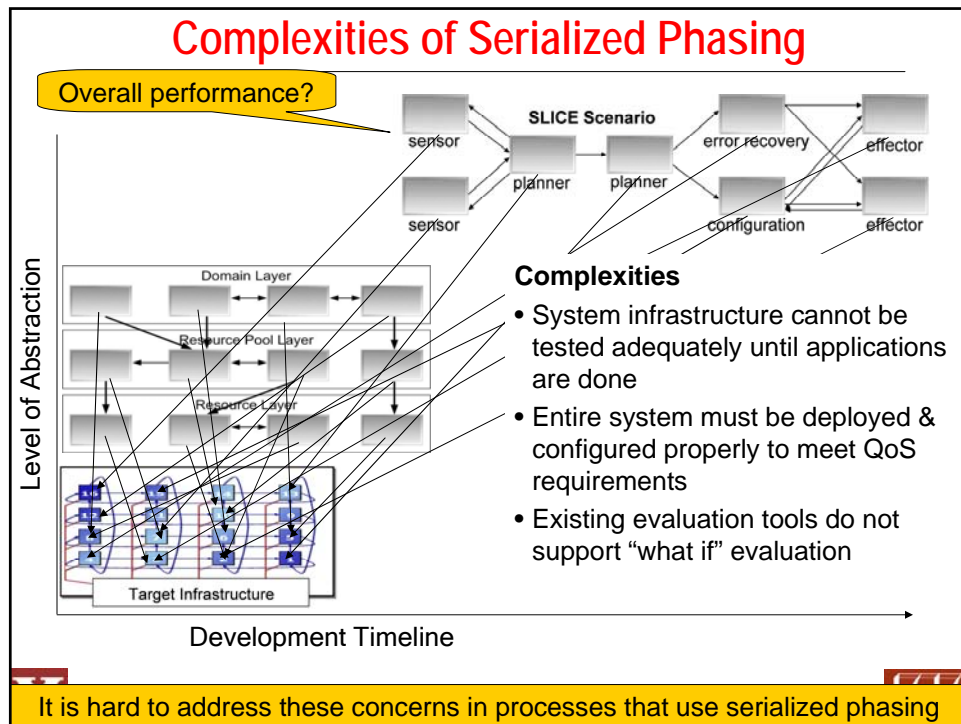 Complexities of Serialized Phasing
Overall performance?
SLICE Scenario
sensor
error recovery
effector
planner
planner
sensor
configuration
effector
Level of Abstraction
Domain Layer
Resource Pool Layer
Resource Layer
Target Infrastructure
Complexities
• System infrastructure cannot be
tested adequately until applications
are done
• Entire system must be deployed &
configured properly to meet QoS
requirements
• Existing evaluation tools do not
support “what if” evaluation
Development Timeline
It is hard to address these concerns in processes that use serialized phasing